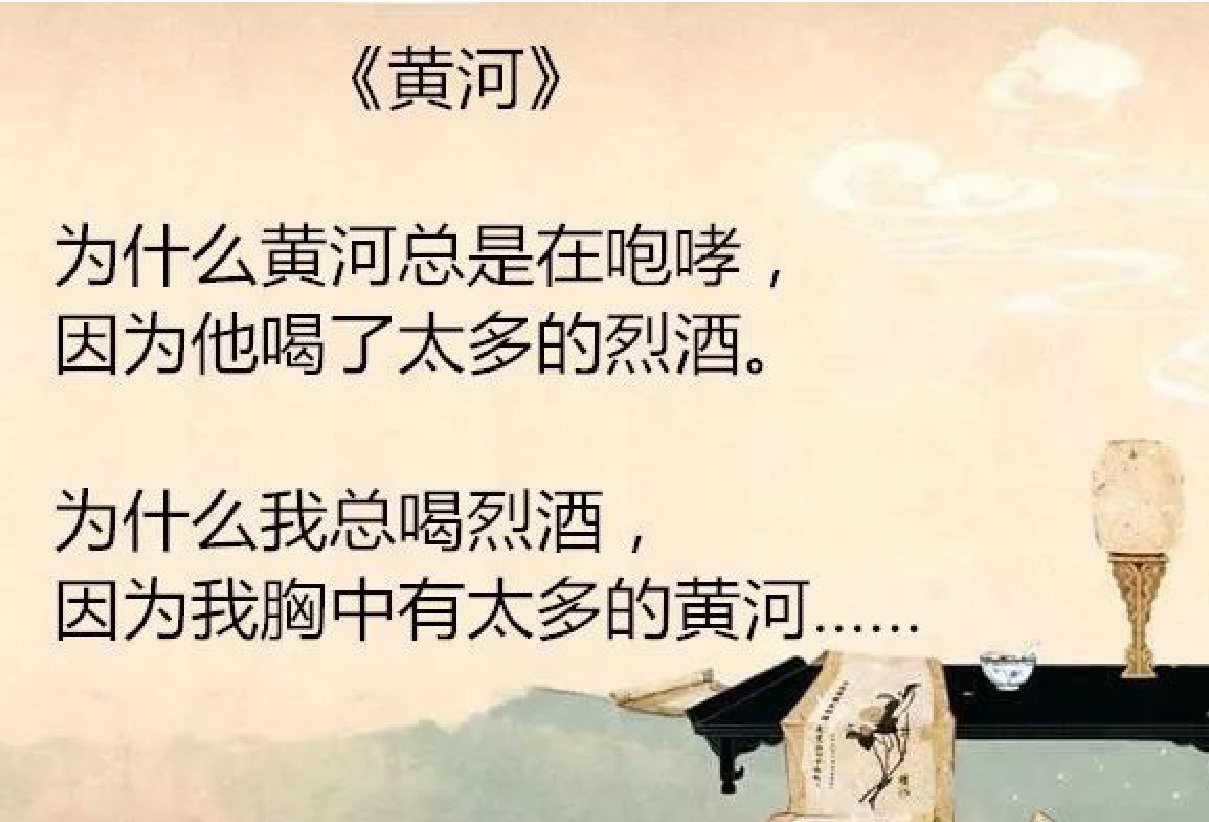 《黄河》
为什么黄河总是在咆哮，
因为他喝了太多的烈酒。
为什么我总喝烈酒，
因为我胸中有太多的黄河……